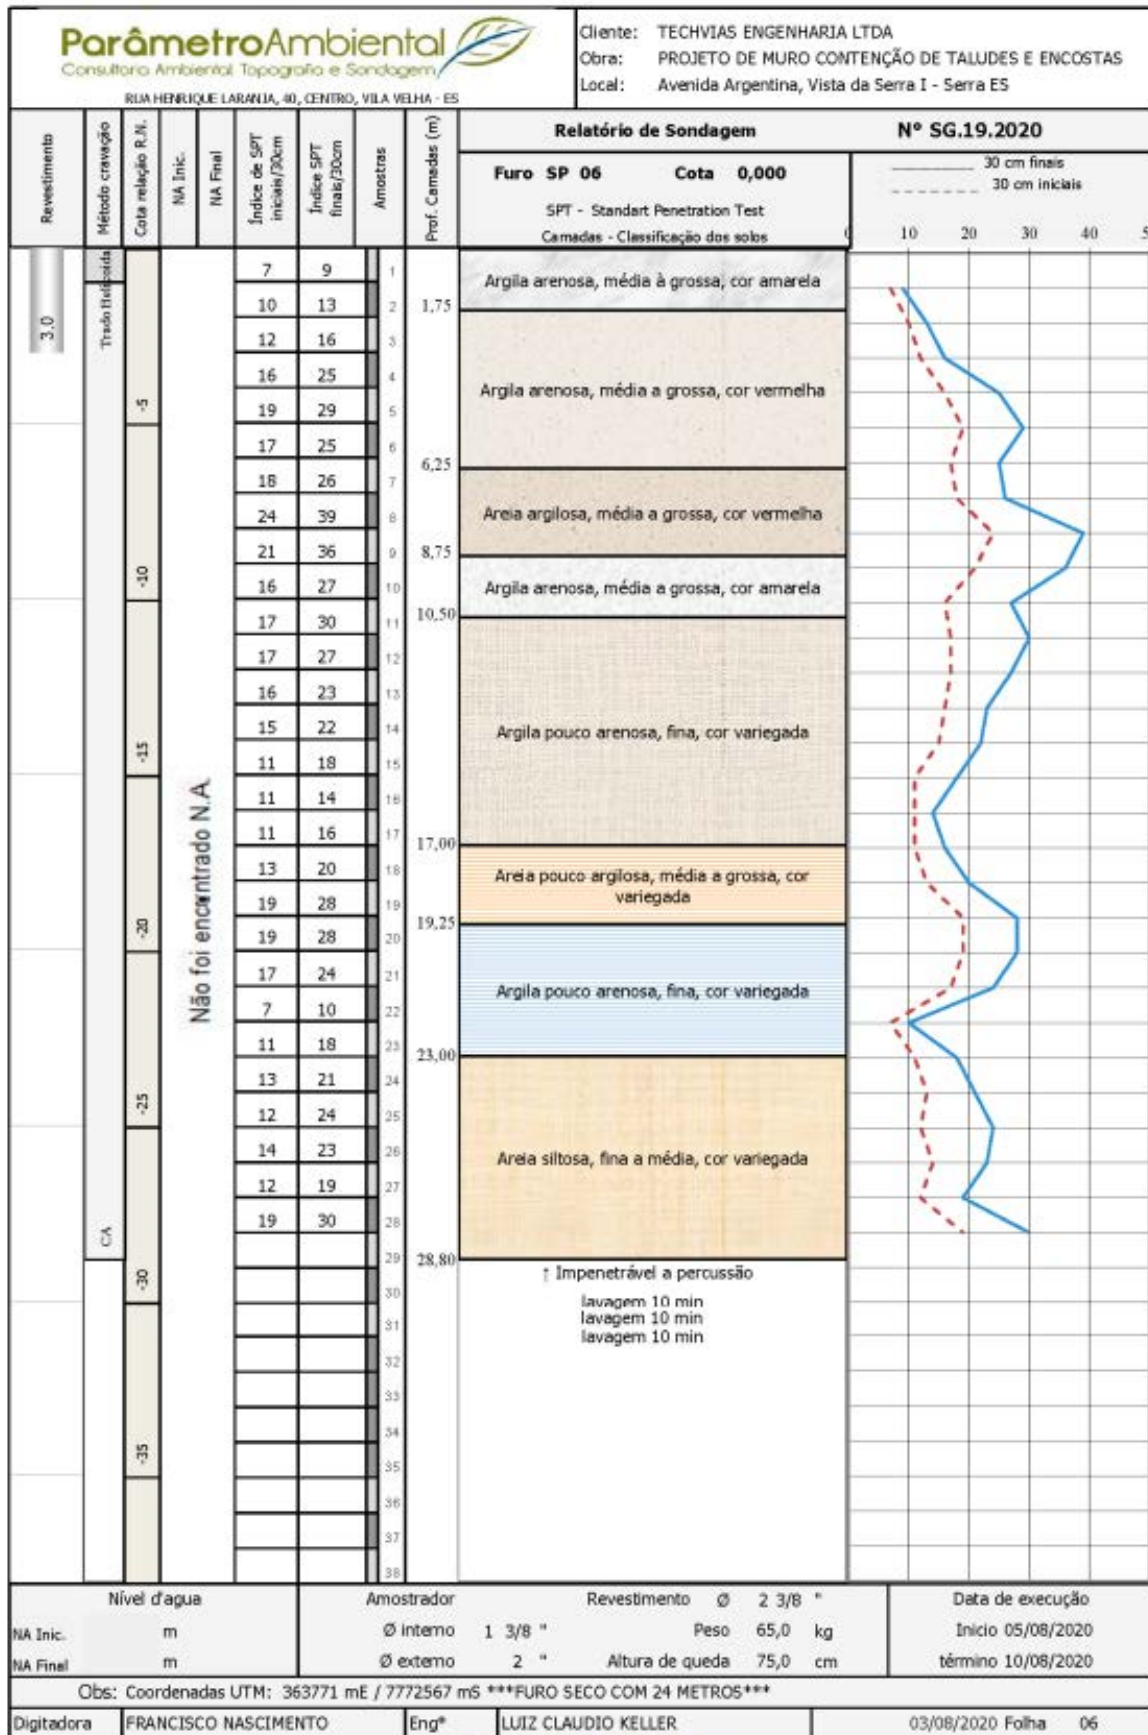 ParâmetroAmbiental
Consultoria Ambiental, Topografia e Sondagem
RUA HENRIQUE LARANJA, 40, CENTRO, VILA VELHA - ES
Cliente: TECHVIAS ENGENHARIA LTDA
Obra: PROJETO DE MURO CONTENÇÃO DE TALUDES E ENCOSTAS
Local: Avenida Argentina, Vista da Serra I - Serra ES
Revestimento
Método cravação
Cota relação R.N.
NA Inic.
NA Final
Índice de SPT iniciais/30cm
Índice SPT finais/30cm
Amostras
Prof. Camadas (m)
Relatório de Sondagem
Nº SG.19.2020
Furo SP 06 Cota 0,000
SPT - Standart Penetration Test
Camadas - Classificação dos solos
30 cm finais
30 cm iniciais
0 10 20 30 40 50
3.0
Trado Helicoida
CA
-5
-10
-15
-20
-25
-30
-35
Não foi encontrado N.A.
7 9 1
10 13 2 1,75
12 16 3
16 25 4
19 29 5
17 25 6 6,25
18 26 7
24 39 8
21 36 9 8,75
16 27 10 10,50
17 30 11
17 27 12
16 23 13
15 22 14
11 18 15
11 14 16
11 16 17 17,00
13 20 18
19 28 19 19,25
19 28 20
17 24 21
7 10 22
11 18 23 23,00
13 21 24
12 24 25
14 23 26
12 19 27
19 30 28
29 28,80
30
31
32
33
34
35
36
37
38
Argila arenosa, média à grossa, cor amarela
Argila arenosa, média a grossa, cor vermelha
Areia argilosa, média a grossa, cor vermelha
Argila arenosa, média a grossa, cor amarela
Argila pouco arenosa, fina, cor variegada
Areia pouco argilosa, média a grossa, cor
variegada
Argila pouco arenosa, fina, cor variegada
Areia siltosa, fina a média, cor variegada
↑ Impenetrável a percussão
lavagem 10 min
lavagem 10 min
lavagem 10 min
Nível d'agua
NA Inic. m
NA Final m
Amostrador
Ø interno 1 3/8 "
Ø externo 2 "
Revestimento Ø 2 3/8 "
Peso 65,0 kg
Altura de queda 75,0 cm
Data de execução
Inicio 05/08/2020
término 10/08/2020
Obs: Coordenadas UTM: 363771 mE / 7772567 mS ***FURO SECO COM 24 METROS***
Digitadora FRANCISCO NASCIMENTO Engº LUIZ CLAUDIO KELLER 03/08/2020 Folha 06